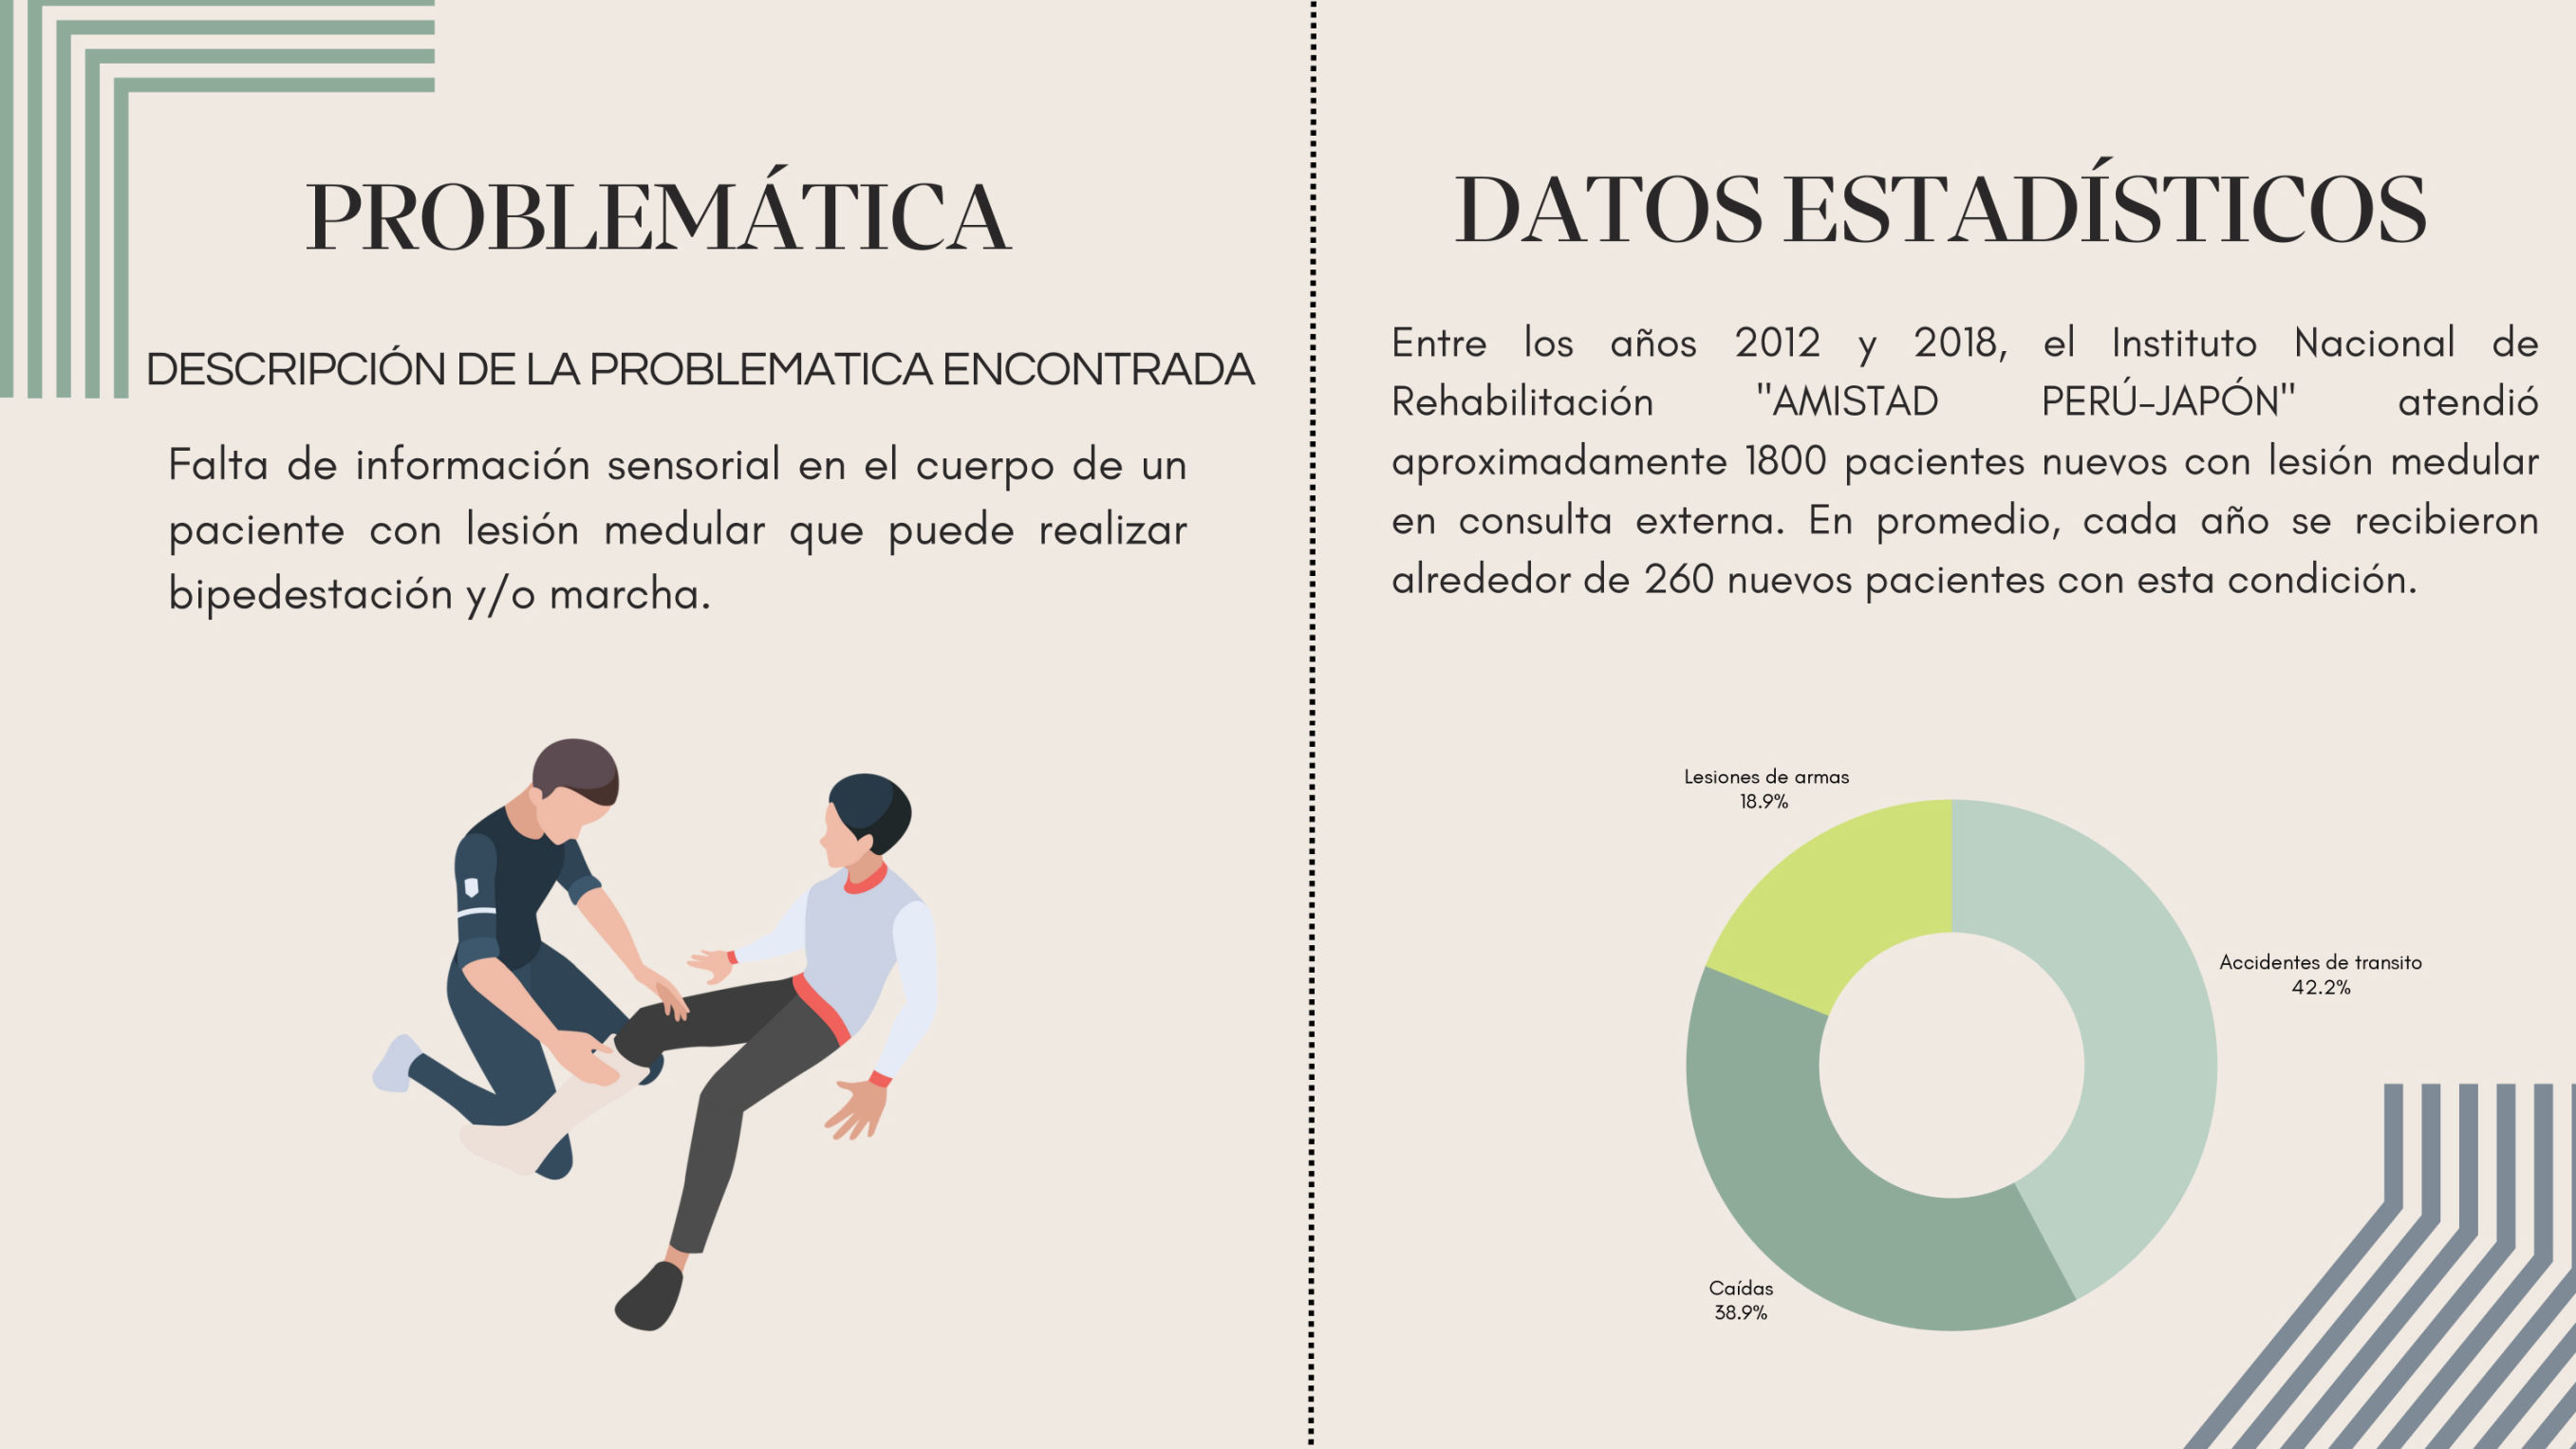 PROBLEMÁTICA
DESCRIPCIÓN DE LA PROBLEMATICA ENCONTRADA
Falta de información sensorial en el cuerpo de un
paciente con lesión medular que puede realizar
bipedestación y/o marcha.
DATOS ESTADÍSTICOS
Entre los años 2012 y 2018, el Instituto Nacional de
Rehabilitación "AMISTAD PERÚ-JAPÓN" atendió
aproximadamente 1800 pacientes nuevos con lesión medular
en consulta externa. En promedio, cada año se recibieron
alrededor de 260 nuevos pacientes con esta condición.
Lesiones de armas
18.9%
Accidentes de transito
42.2%
Caídas
38.9%